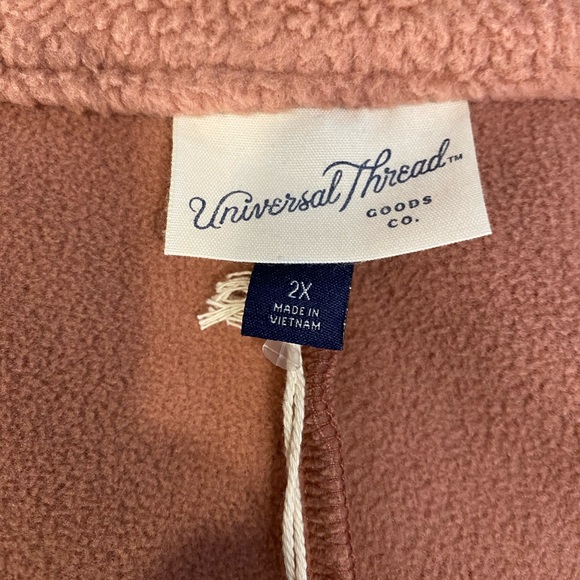 Universal Thread™
GOODS
CO.
2X
MADE IN
VIETNAM